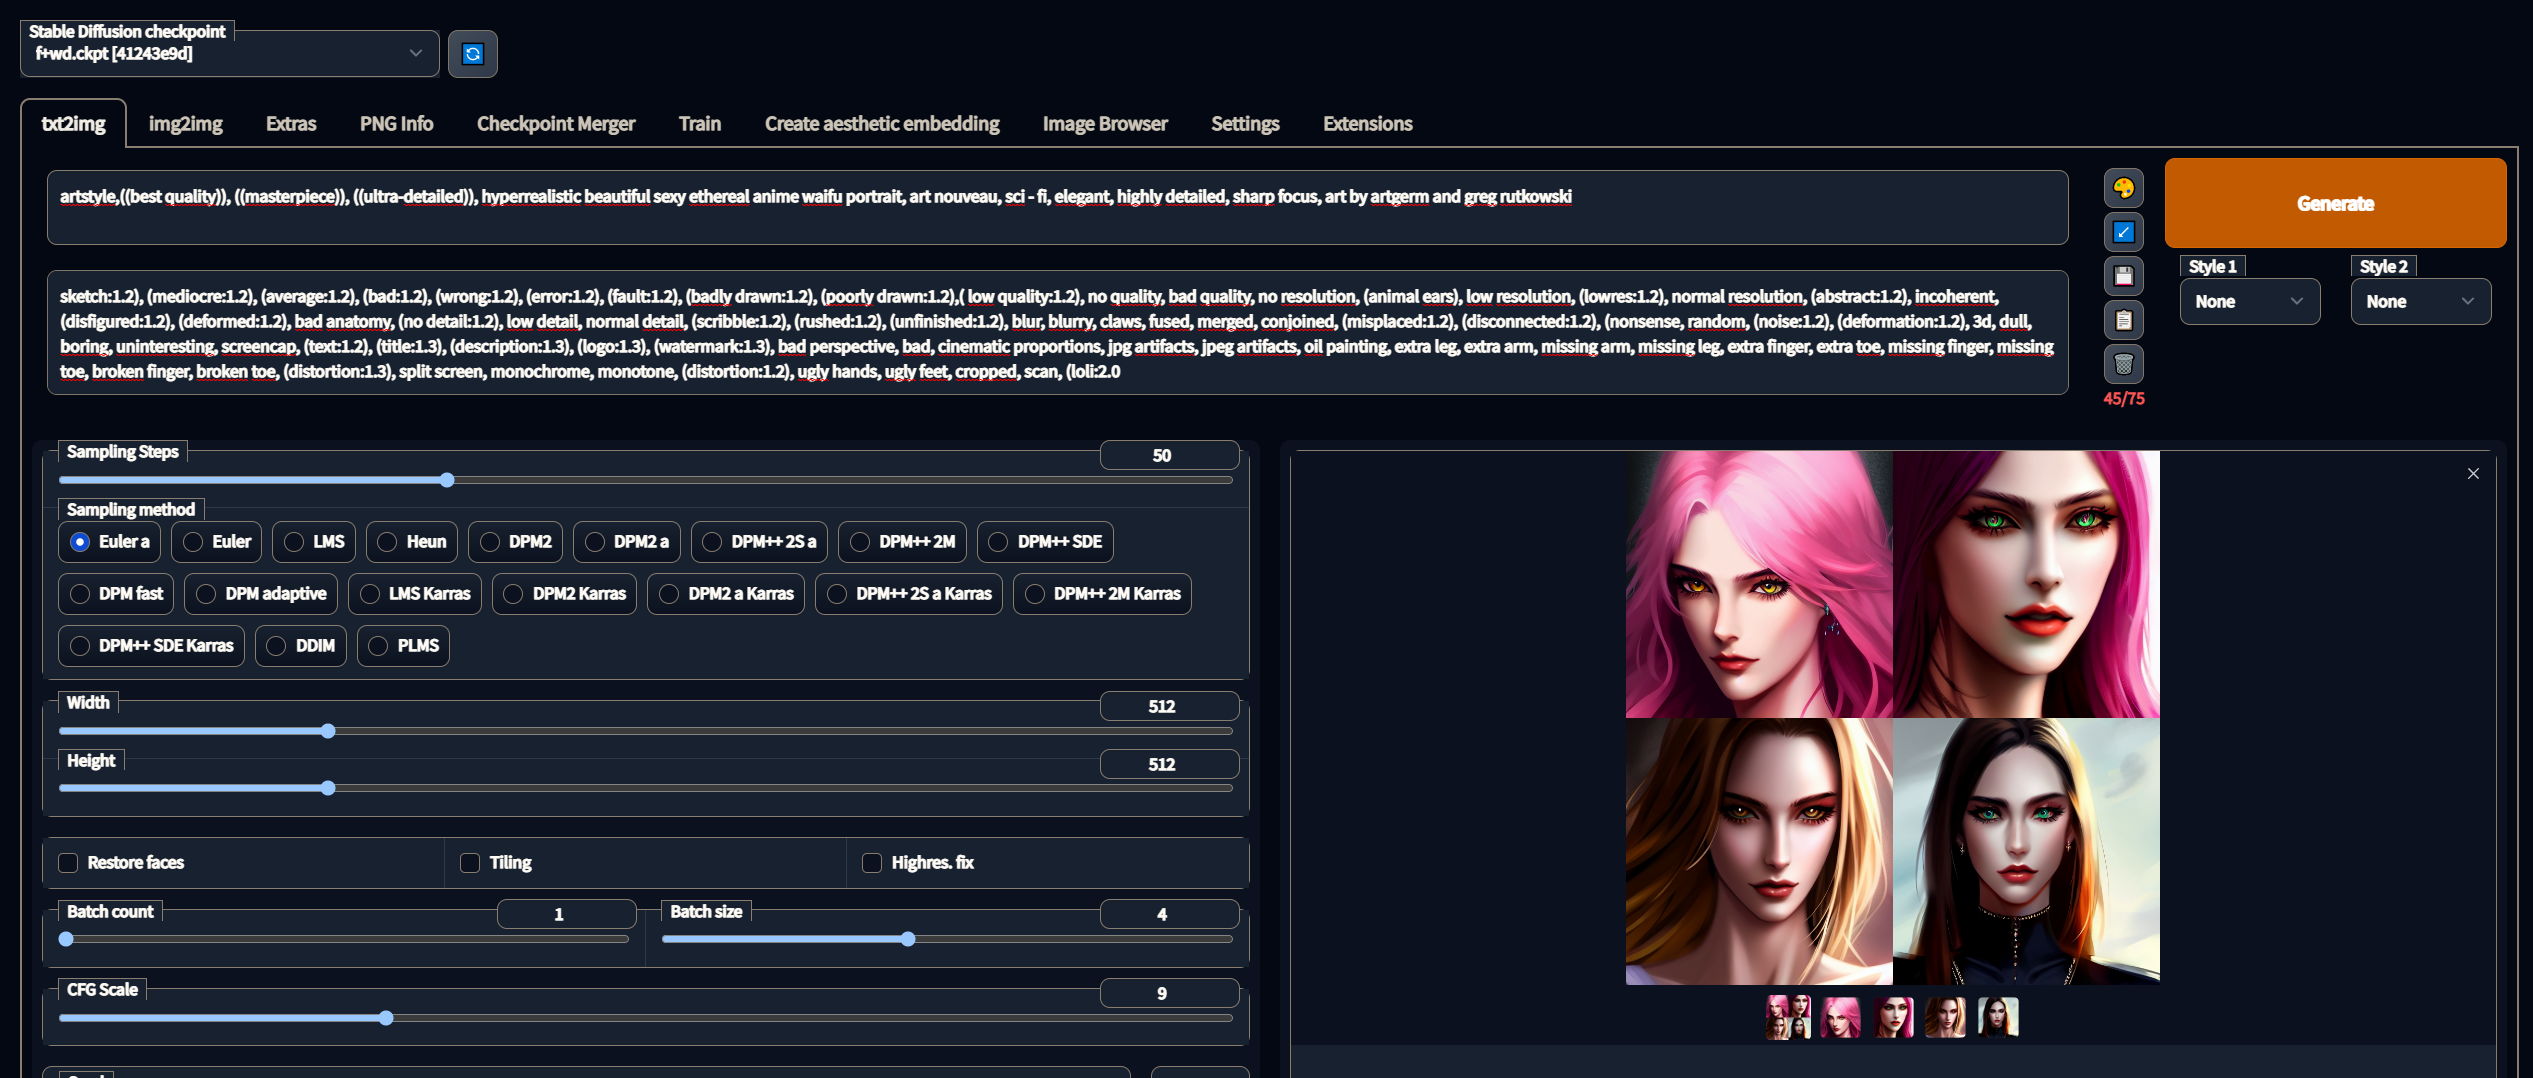 Stable Diffusion checkpoint
f+wd.ckpt [41243e9d]
txt2img img2img Extras PNG Info Checkpoint Merger Train Create aesthetic embedding Image Browser Settings Extensions
artstyle,((best quality)), ((masterpiece)), ((ultra-detailed)), hyperrealistic beautiful sexy ethereal anime waifu portrait, art nouveau, sci - fi, elegant, highly detailed, sharp focus, art by artgerm and greg rutkowski
Generate
Style 1 Style 2
None None
sketch:1.2), (mediocre:1.2), (average:1.2), (bad:1.2), (wrong:1.2), (error:1.2), (fault:1.2), (badly drawn:1.2), (poorly drawn:1.2),( low quality:1.2), no quality, bad quality, no resolution, (animal ears), low resolution, (lowres:1.2), normal resolution, (abstract:1.2), incoherent,
(disfigured:1.2), (deformed:1.2), bad anatomy, (no detail:1.2), low detail, normal detail, (scribble:1.2), (rushed:1.2), (unfinished:1.2), blur, blurry, claws, fused, merged, conjoined, (misplaced:1.2), (disconnected:1.2), (nonsense, random, (noise:1.2), (deformation:1.2), 3d, dull,
boring, uninteresting, screencap, (text:1.2), (title:1.3), (description:1.3), (logo:1.3), (watermark:1.3), bad perspective, bad, cinematic proportions, jpg artifacts, jpeg artifacts, oil painting, extra leg, extra arm, missing arm, missing leg, extra finger, extra toe, missing finger, missing
toe, broken finger, broken toe, (distortion:1.3), split screen, monochrome, monotone, (distortion:1.2), ugly hands, ugly feet, cropped, scan, (loli:2.0
45/75
Sampling Steps 50
Sampling method
Euler a Euler LMS Heun DPM2 DPM2 a DPM++ 2S a DPM++ 2M DPM++ SDE
DPM fast DPM adaptive LMS Karras DPM2 Karras DPM2 a Karras DPM++ 2S a Karras DPM++ 2M Karras
DPM++ SDE Karras DDIM PLMS
Width 512
Height 512
Restore faces Tiling Highres. fix
Batch count 1 Batch size 4
CFG Scale 9